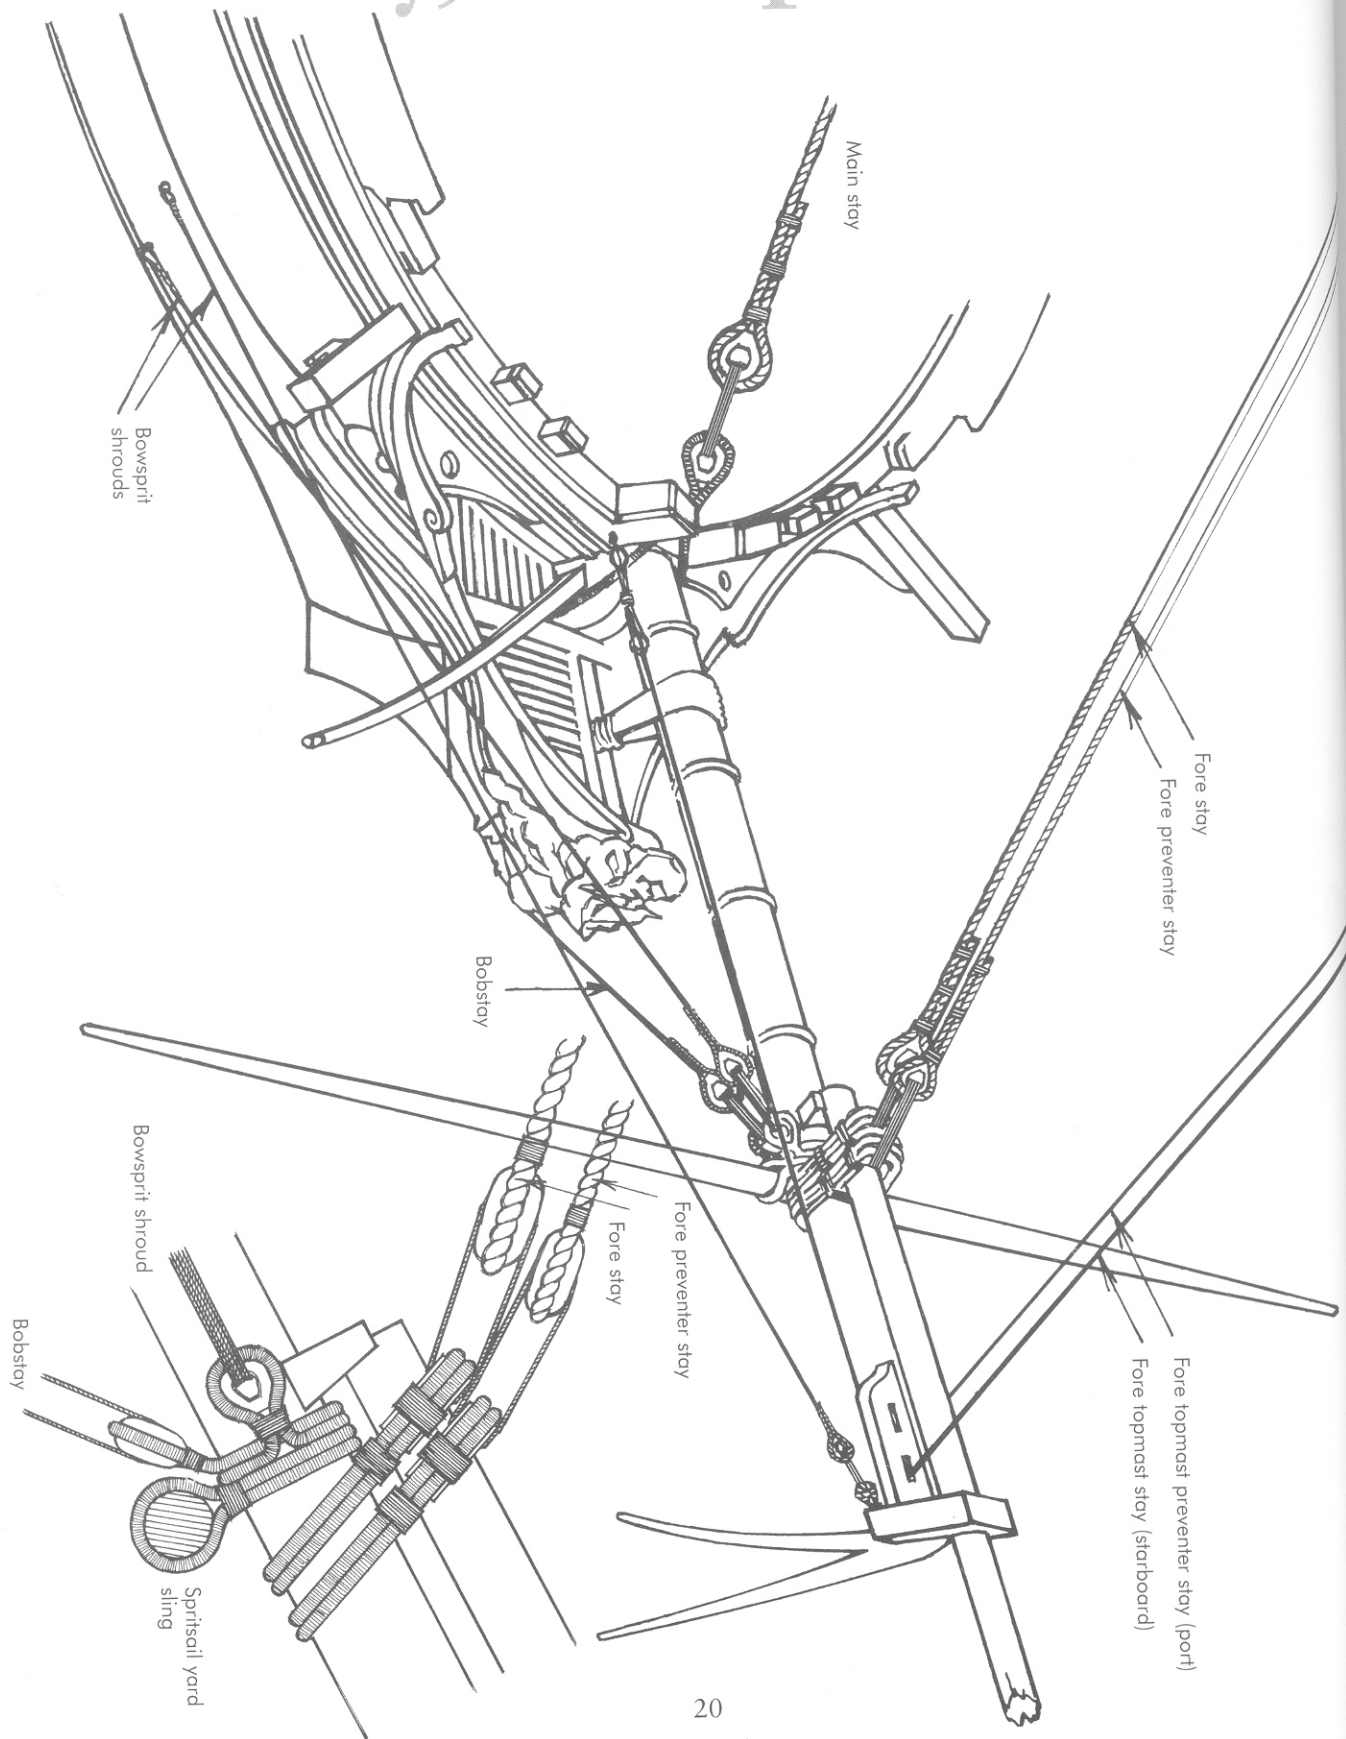 Main stay
Bowsprit
shrouds
Fore stay
Fore preventer stay
Bobstay
Fore topmast preventer stay (port)
Fore topmast stay (starboard)
Fore preventer stay
Fore stay
Bowsprit shroud
Bobstay
Spritsail yard
sling
20